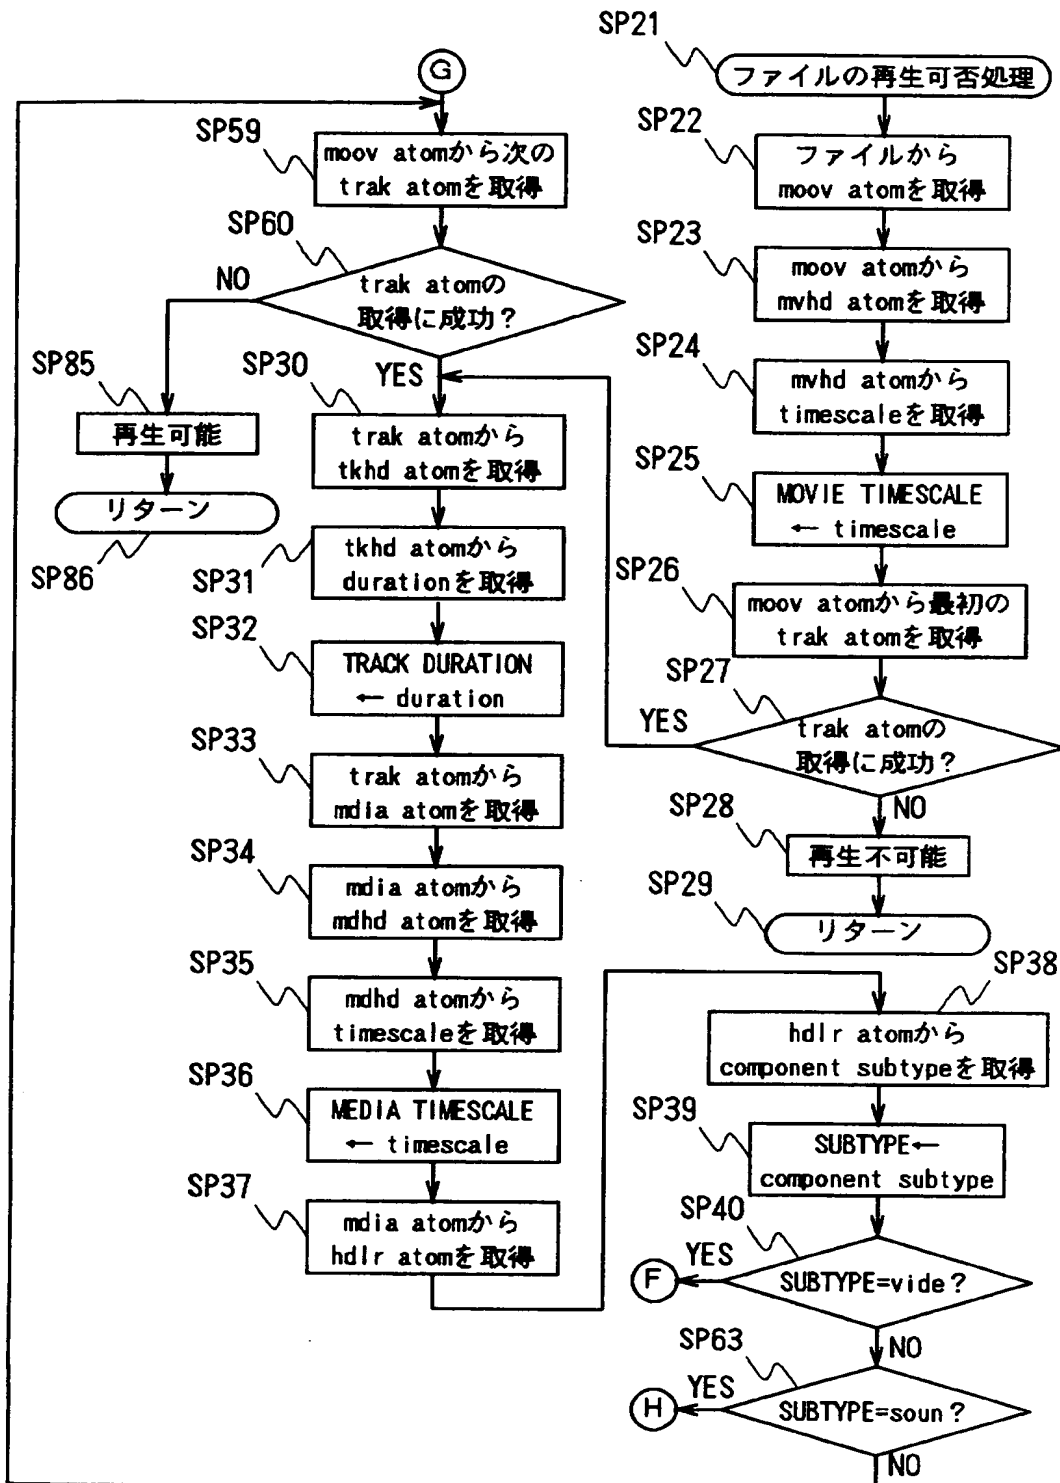 SP21
ファイルの再生可否処理
SP22
ファイルから
moov atomを取得
SP23
moov atomから
mvhd atomを取得
SP24
mvhd atomから
timescaleを取得
SP25
MOVIE TIMESCALE
← timescale
SP26
moov atomから最初の
trak atomを取得
SP27
trak atomの
取得に成功?
YES
NO
SP28
再生不可能
SP29
リターン
G
SP59
moov atomから次の
trak atomを取得
SP60
trak atomの
取得に成功?
NO
YES
SP85
再生可能
リターン
SP86
SP30
trak atomから
tkhd atomを取得
SP31
tkhd atomから
durationを取得
SP32
TRACK DURATION
← duration
SP33
trak atomから
mdia atomを取得
SP34
mdia atomから
mdhd atomを取得
SP35
mdhd atomから
timescaleを取得
SP36
MEDIA TIMESCALE
← timescale
SP37
mdia atomから
hdlr atomを取得
SP38
hdlr atomから
component subtypeを取得
SP39
SUBTYPE←
component subtype
SP40
SUBTYPE=vide?
YES
F
NO
SP63
SUBTYPE=soun?
YES
H
NO